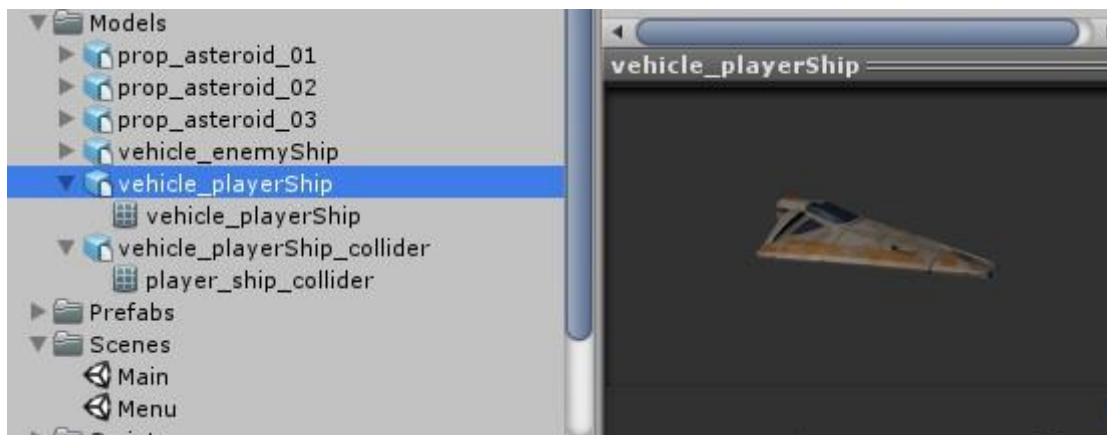 Models
prop_asteroid_01
prop_asteroid_02
prop_asteroid_03
vehicle_enemyShip
vehicle_playerShip
vehicle_playerShip
vehicle_playerShip_collider
player_ship_collider
Prefabs
Scenes
Main
Menu
vehicle_playerShip